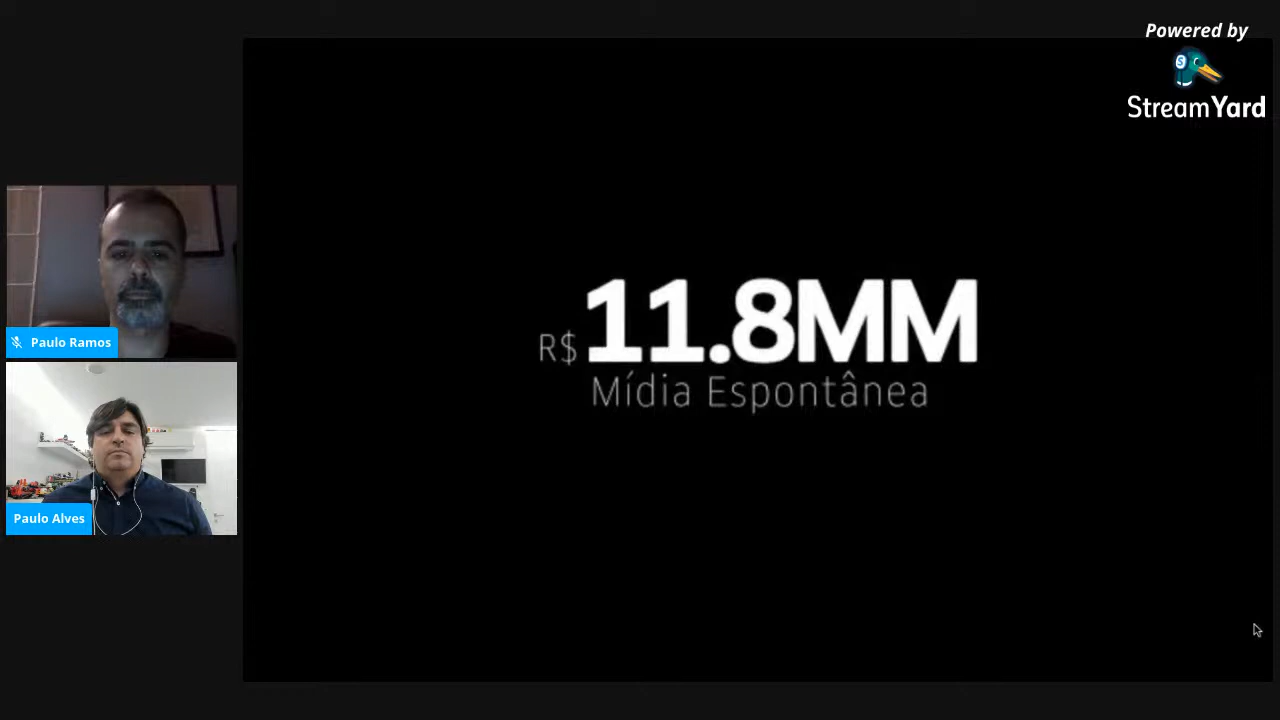 Powered by
StreamYard
Paulo Ramos
Paulo Alves
R$ 11.8MM
Mídia Espontânea